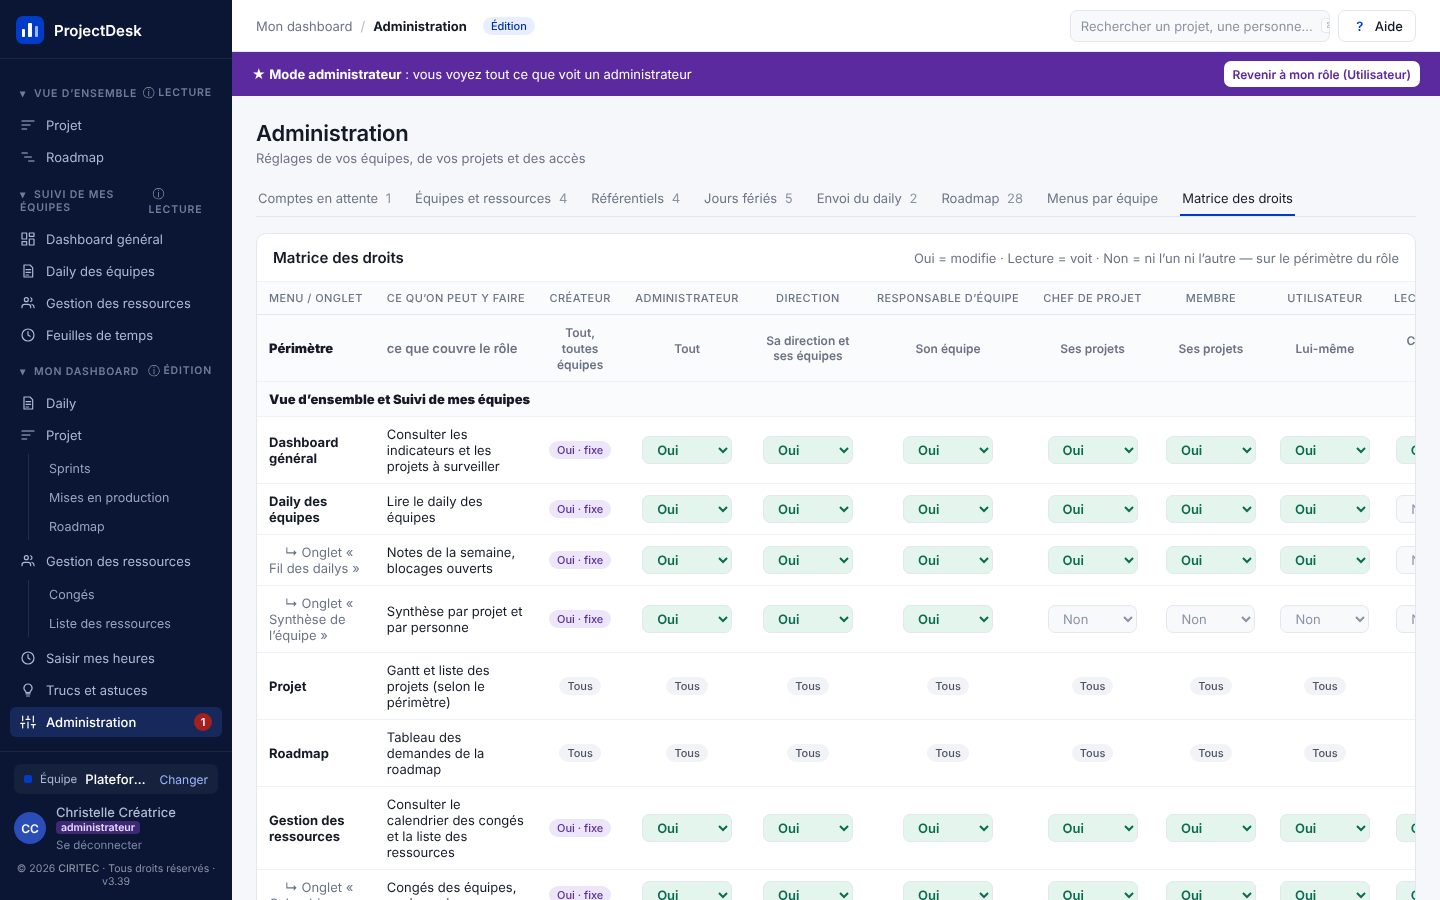 ProjectDesk
▾ VUE D’ENSEMBLE ⓘ LECTURE
Projet
Roadmap
▾ SUIVI DE MES ÉQUIPES ⓘ LECTURE
Dashboard général
Daily des équipes
Gestion des ressources
Feuilles de temps
▾ MON DASHBOARD ⓘ ÉDITION
Daily
Projet
Sprints
Mises en production
Roadmap
Gestion des ressources
Congés
Liste des ressources
Saisir mes heures
Trucs et astuces
Administration 1
Équipe Platefor... Changer
CC
Christelle Créatrice
administrateur
Se déconnecter
© 2026 CIRITEC · Tous droits réservés ·
v3.39
Mon dashboard / Administration Édition
Rechercher un projet, une personne...
? Aide
★ Mode administrateur : vous voyez tout ce que voit un administrateur
Revenir à mon rôle (Utilisateur)
Administration
Réglages de vos équipes, de vos projets et des accès
Comptes en attente 1 Équipes et ressources 4 Référentiels 4 Jours fériés 5 Envoi du daily 2 Roadmap 28 Menus par équipe Matrice des droits
Matrice des droits
Oui = modifie · Lecture = voit · Non = ni l’un ni l’autre — sur le périmètre du rôle
MENU / ONGLET CE QU’ON PEUT Y FAIRE CRÉATEUR ADMINISTRATEUR DIRECTION RESPONSABLE D’ÉQUIPE CHEF DE PROJET MEMBRE UTILISATEUR
Périmètre
ce que couvre le rôle
Tout,
toutes
équipes
Tout
Sa direction et
ses équipes
Son équipe
Ses projets
Ses projets
Lui-même
Vue d’ensemble et Suivi de mes équipes
Dashboard
général
Consulter les
indicateurs et les
projets à surveiller
Oui · fixe Oui Oui Oui Oui Oui Oui
Daily des
équipes
Lire le daily des
équipes
Oui · fixe Oui Oui Oui Oui Oui Oui
↳ Onglet «
Fil des dailys »
Notes de la semaine,
blocages ouverts
Oui · fixe Oui Oui Oui Oui Oui Oui
↳ Onglet «
Synthèse de
l’équipe »
Synthèse par projet et
par personne
Oui · fixe Oui Oui Oui Non Non Non
Projet
Gantt et liste des
projets (selon le
périmètre)
Tous Tous Tous Tous Tous Tous Tous
Roadmap
Tableau des
demandes de la
roadmap
Tous Tous Tous Tous Tous Tous Tous
Gestion des
ressources
Consulter le
calendrier des congés
et la liste des
ressources
Oui · fixe Oui Oui Oui Oui Oui Oui
↳ Onglet «
Congés des équipes,
Oui · fixe Oui Oui Oui Oui Oui Oui